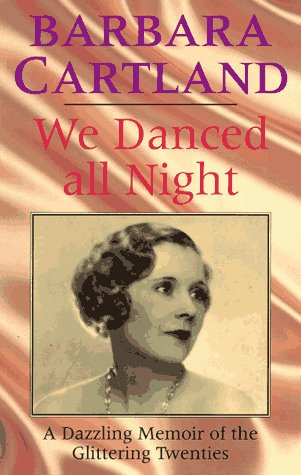 BARBARA
CARTLAND
We Danced
all Night
A Dazzling Memoir of the
Glittering Twenties